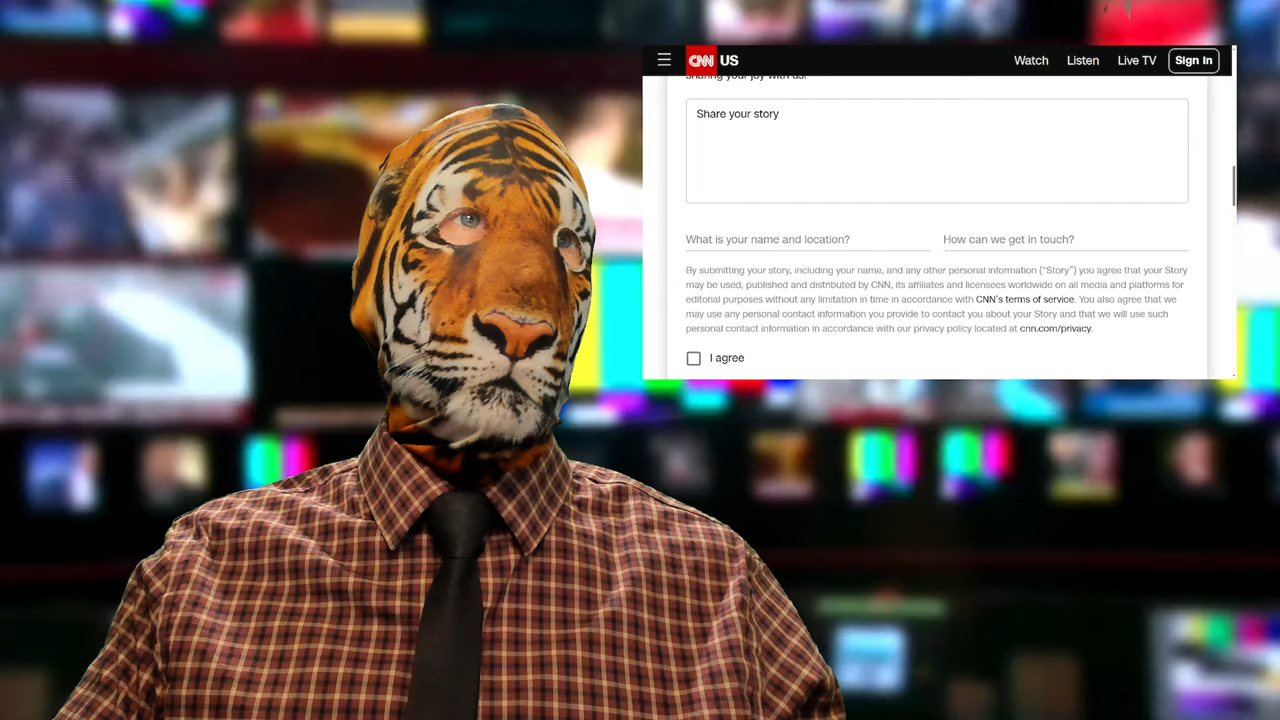 CNN US
Watch Listen Live TV Sign In
sharing your joy with us!
Share your story
What is your name and location? How can we get in touch?
By submitting your story, including your name, and any other personal information ("Story") you agree that your Story
may be used, published and distributed by CNN, its affiliates and licensees worldwide on all media and platforms for
editorial purposes without any limitation in time in accordance with CNN's terms of service. You also agree that we
may use any personal contact information you provide to contact you about your Story and that we will use such
personal contact information in accordance with our privacy policy located at cnn.com/privacy.
I agree